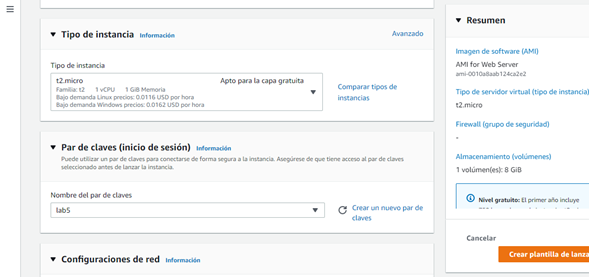 Tipo de instancia Información
Avanzado
Tipo de instancia
t2.micro
Apto para la capa gratuita
Familia: t2 1 vCPU 1 GiB Memoria
Bajo demanda Linux precios: 0.0116 USD por hora
Bajo demanda Windows precios: 0.0162 USD por hora
Comparar tipos de
instancias
Par de claves (inicio de sesión) Información
Puede utilizar un par de claves para conectarse de forma segura a la instancia. Asegúrese de que tiene acceso al par de claves
seleccionado antes de lanzar la instancia.
Nombre del par de claves
lab5
Crear un nuevo par de
claves
Configuraciones de red Información
Resumen
Imagen de software (AMI)
AMI for Web Server
ami-0010a8aab124ca2e2
Tipo de servidor virtual (tipo de instancia)
t2.micro
Firewall (grupo de seguridad)
-
Almacenamiento (volúmenes)
1 volumen(es): 8 GiB
Nivel gratuito: El primer año incluye
Cancelar
Crear plantilla de lanza